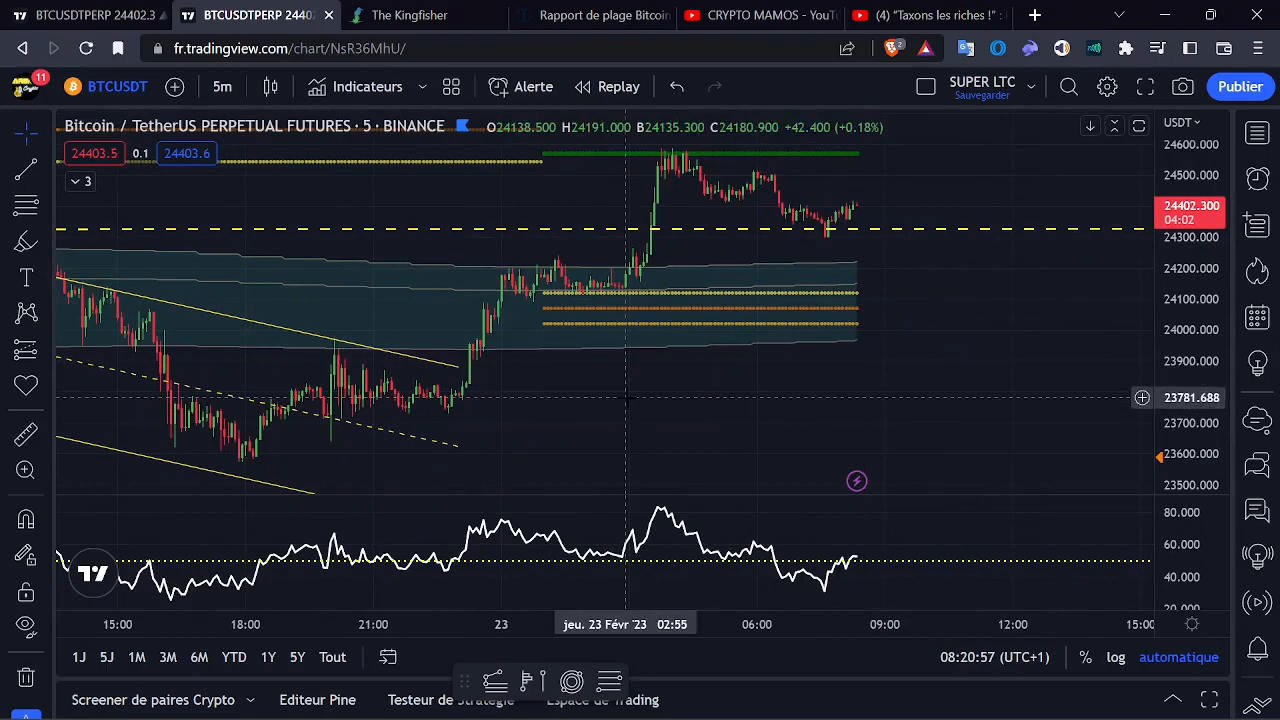 BTCUSDTPERP 24402.3
BTCUSDTPERP 24402
The Kingfisher
Rapport de plage Bitcoin
CRYPTO MAMOS - YouTu
(4) “Taxons les riches !” :
fr.tradingview.com/chart/NsR36MhU/
2
11
BTCUSDT
5m
Indicateurs
Alerte
Replay
SUPER LTC
Sauvegarder
Publier
Bitcoin / TetherUS PERPETUAL FUTURES · 5 · BINANCE
O24138.500 H24191.000 B24135.300 C24180.900 +42.400 (+0.18%)
USDT
24403.5
0.1
24403.6
3
24600.000
24500.000
24402.300
04:02
24300.000
24200.000
24100.000
24000.000
23900.000
23781.688
23700.000
23600.000
23500.000
80.000
60.000
40.000
20.000
15:00
18:00
21:00
23
jeu. 23 Févr '23 02:55
06:00
09:00
12:00
15:00
1J
5J
1M
3M
6M
YTD
1Y
5Y
Tout
08:20:57 (UTC+1)
%
log
automatique
Screener de paires Crypto
Editeur Pine
Testeur de Stratégie
Espace de Trading